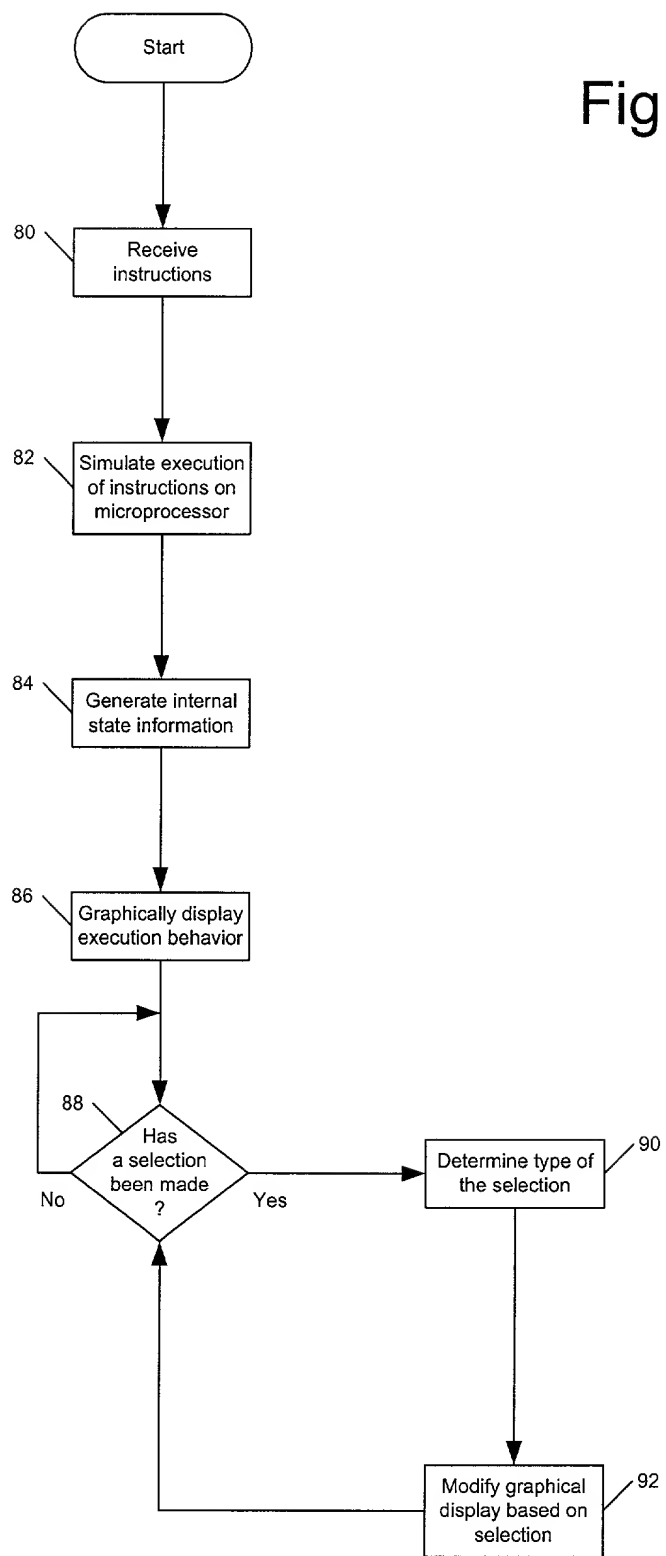 Start
Fig
80
Receive
instructions
82
Simulate execution
of instructions on
microprocessor
84
Generate internal
state information
86
Graphically display
execution behavior
88
Has
a selection
been made
?
No
Yes
90
Determine type of
the selection
92
Modify graphical
display based on
selection